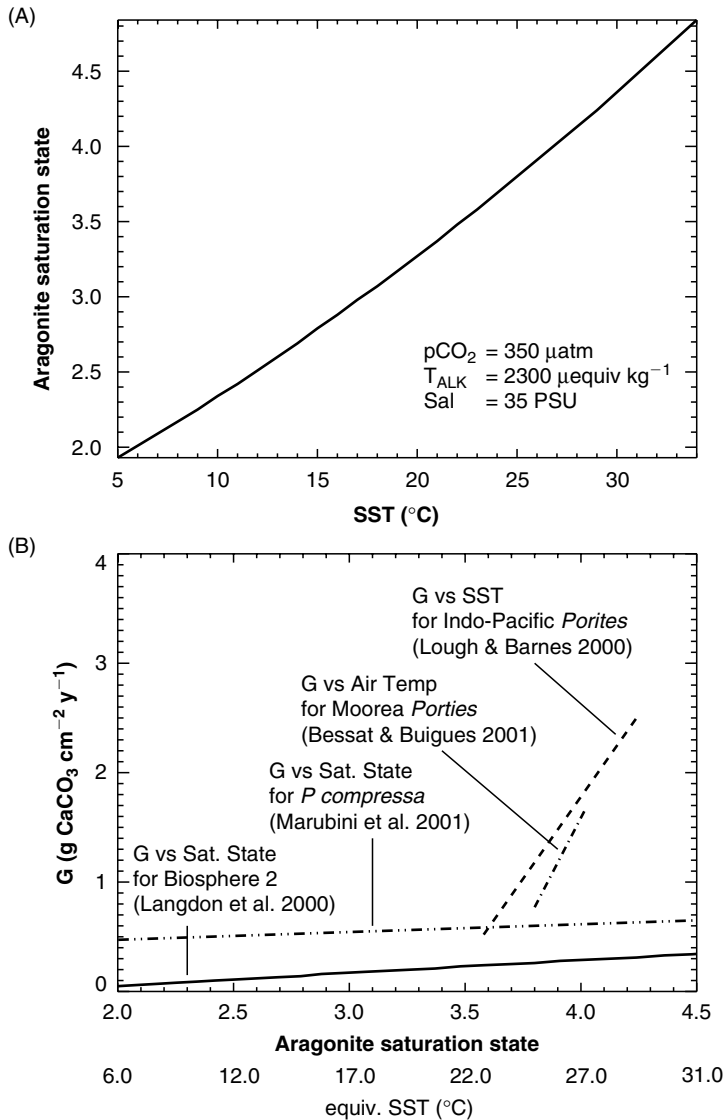 (A)
Aragonite saturation state
4.5
4.0
3.5
3.0
2.5
2.0
pCO₂ = 350 µatm
T_ALK = 2300 µequiv kg⁻¹
Sal = 35 PSU
5 10 15 20 25 30
SST (°C)
(B)
G (g CaCO₃ cm⁻² y⁻¹)
4
3
2
1
0
G vs SST
for Indo-Pacific Porites
(Lough & Barnes 2000)
G vs Air Temp
for Moorea Porties
(Bessat & Buigues 2001)
G vs Sat. State
for P compressa
(Marubini et al. 2001)
G vs Sat. State
for Biosphere 2
(Langdon et al. 2000)
2.0 2.5 3.0 3.5 4.0 4.5
Aragonite saturation state
6.0 12.0 17.0 22.0 27.0 31.0
equiv. SST (°C)